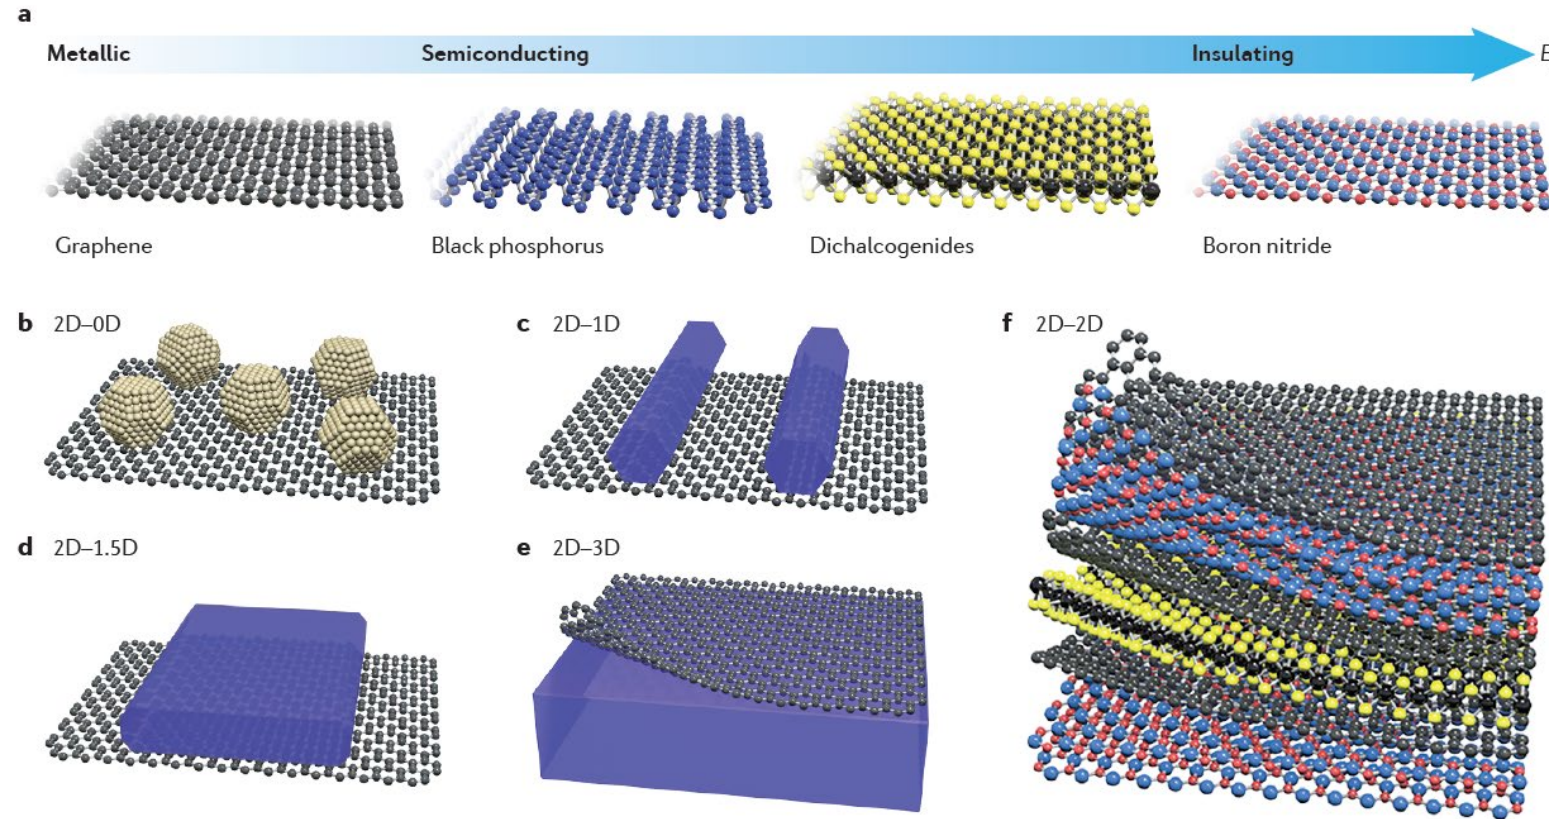 a
Metallic Semiconducting Insulating E
Graphene Black phosphorus Dichalcogenides Boron nitride
b 2D–0D
c 2D–1D
f 2D–2D
d 2D–1.5D
e 2D–3D